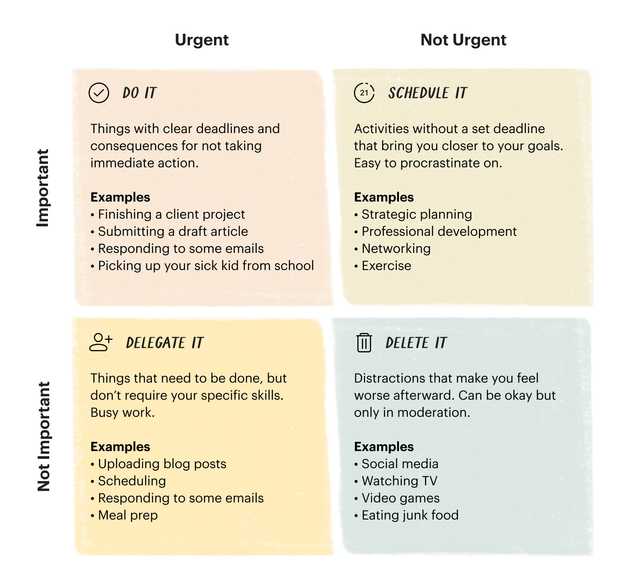 Urgent
Not Urgent
Important
DO IT
Things with clear deadlines and
consequences for not taking
immediate action.
Examples
• Finishing a client project
• Submitting a draft article
• Responding to some emails
• Picking up your sick kid from school
21
SCHEDULE IT
Activities without a set deadline
that bring you closer to your goals.
Easy to procrastinate on.
Examples
• Strategic planning
• Professional development
• Networking
• Exercise
Not Important
DELEGATE IT
Things that need to be done, but
don’t require your specific skills.
Busy work.
Examples
• Uploading blog posts
• Scheduling
• Responding to some emails
• Meal prep
DELETE IT
Distractions that make you feel
worse afterward. Can be okay but
only in moderation.
Examples
• Social media
• Watching TV
• Video games
• Eating junk food